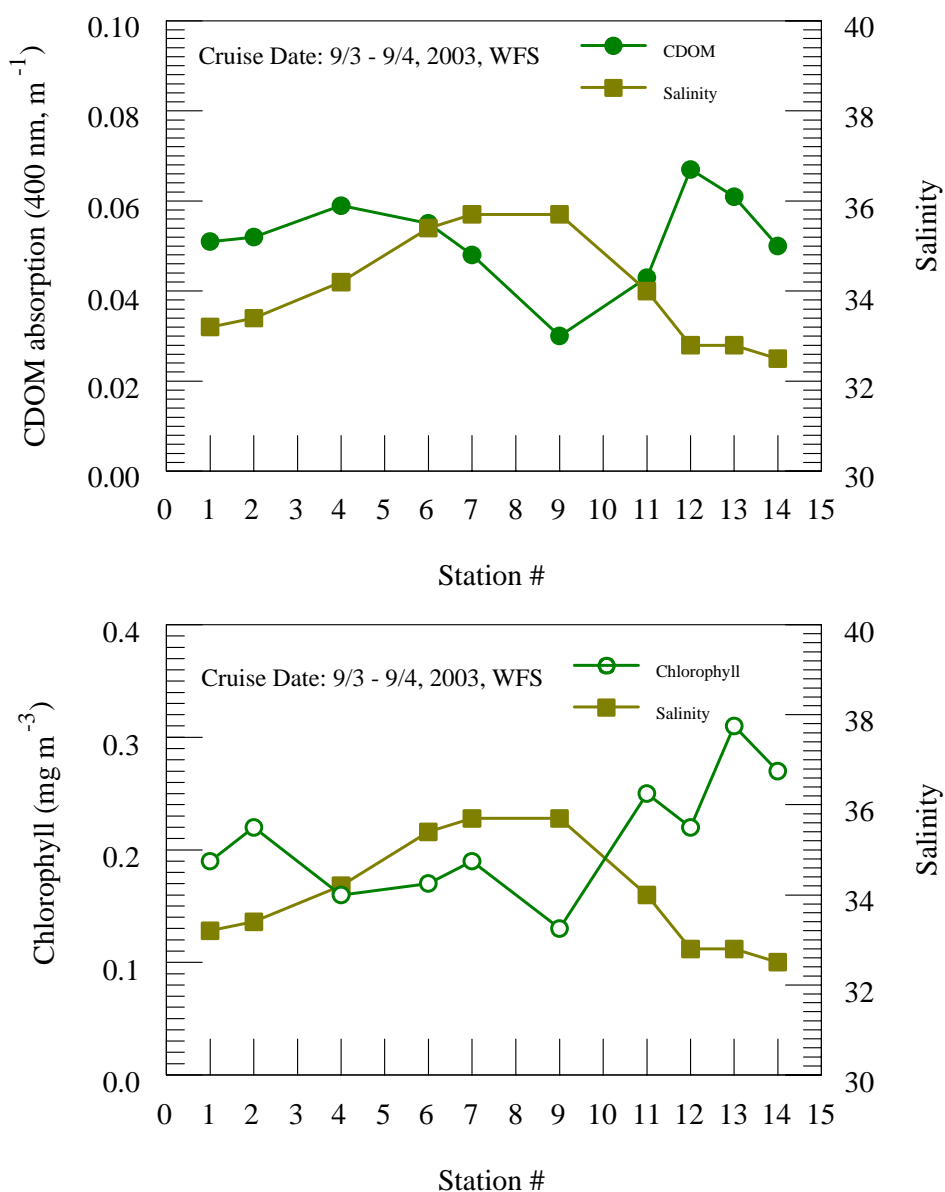 0.10
40
Cruise Date: 9/3 - 9/4, 2003, WFS
CDOM
Salinity
0.08
38
0.06
36
0.04
34
0.02
32
0.00
30
CDOM absorption (400 nm, m⁻¹)
Salinity
0 1 2 3 4 5 6 7 8 9 10 11 12 13 14 15
Station #
0.4
40
Cruise Date: 9/3 - 9/4, 2003, WFS
Chlorophyll
Salinity
38
0.3
36
0.2
34
0.1
32
0.0
30
Chlorophyll (mg m⁻³)
Salinity
0 1 2 3 4 5 6 7 8 9 10 11 12 13 14 15
Station #